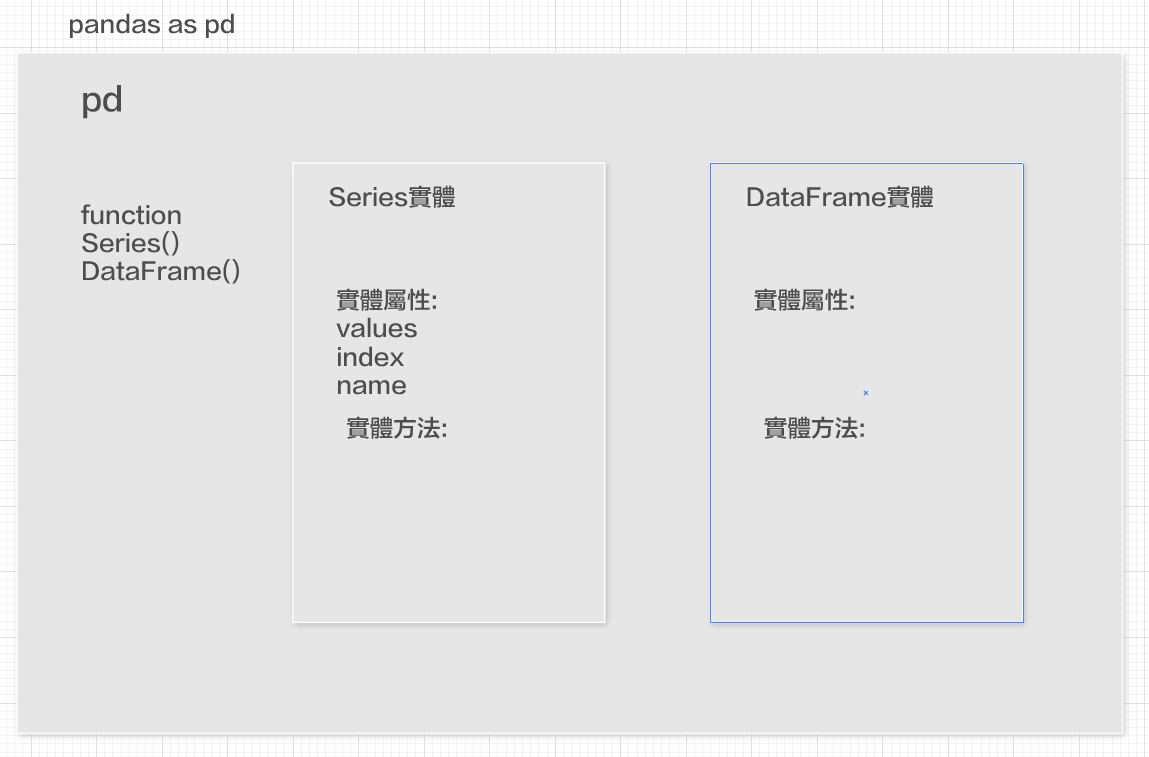 pandas as pd
pd
function
Series()
DataFrame()
Series實體
實體屬性:
values
index
name
實體方法:
DataFrame實體
實體屬性:
實體方法: